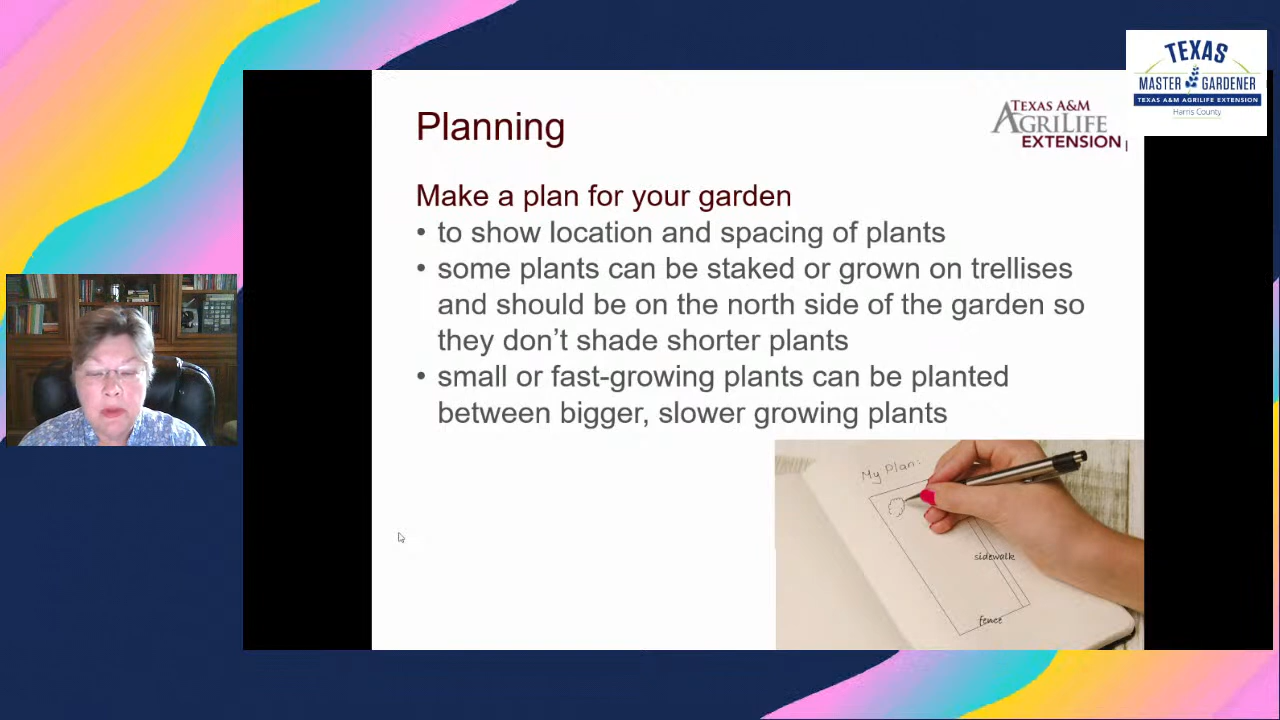 TEXAS
MASTER GARDENER
TEXAS A&M AGRILIFE EXTENSION
Harris County
Planning
TEXAS A&M
AGRILIFE
EXTENSION
Make a plan for your garden
• to show location and spacing of plants
• some plants can be staked or grown on trellises
and should be on the north side of the garden so
they don’t shade shorter plants
• small or fast-growing plants can be planted
between bigger, slower growing plants
My Plan:
sidewalk
fence